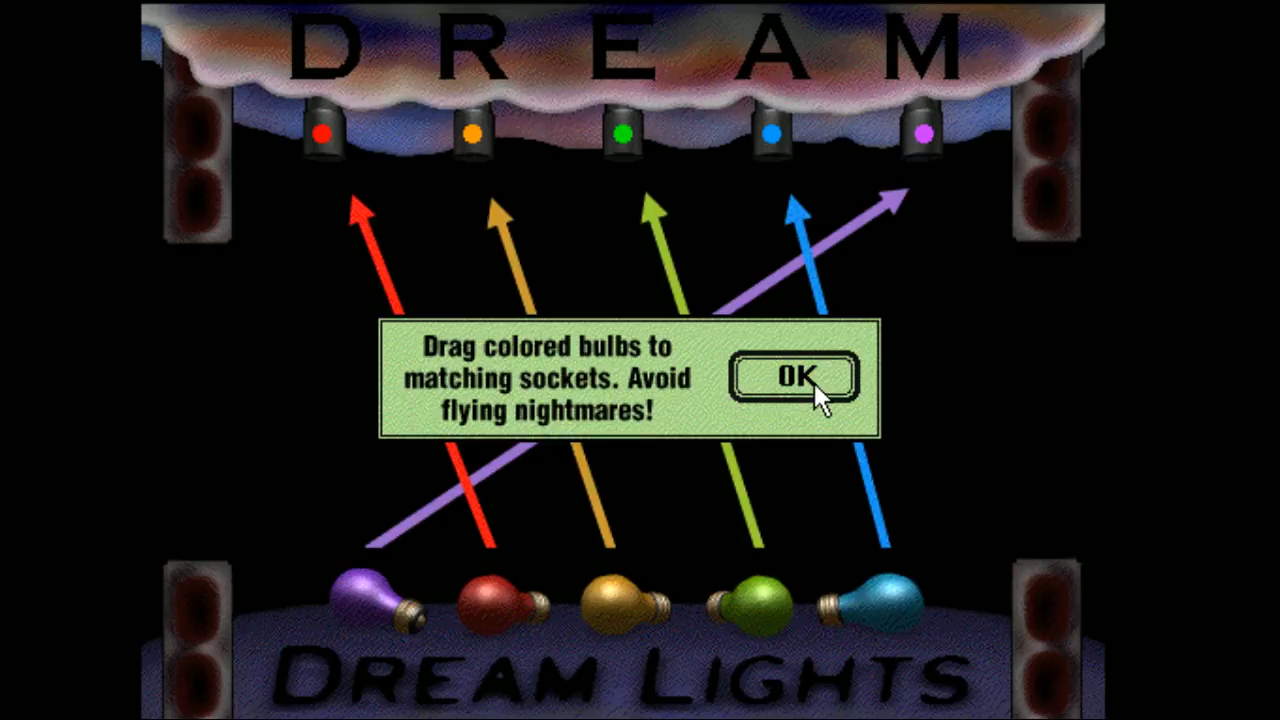 DREAM
Drag colored bulbs to
matching sockets. Avoid
flying nightmares!
OK
DREAM LIGHTS